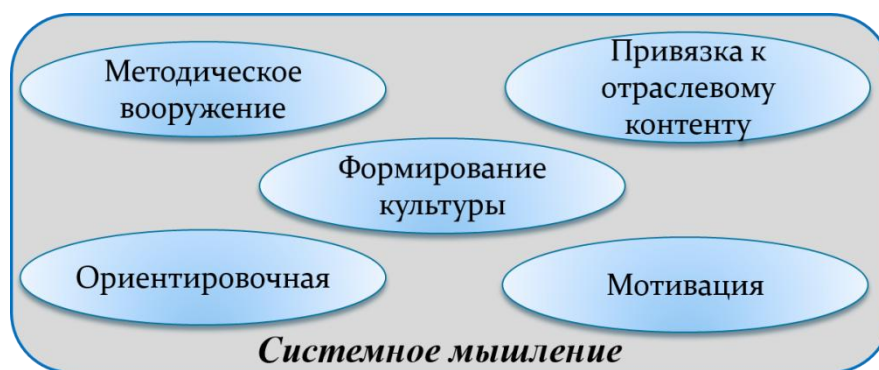 Методическое
вооружение
Привязка к
отраслевому
контенту
Формирование
культуры
Ориентировочная
Мотивация
Системное мышление